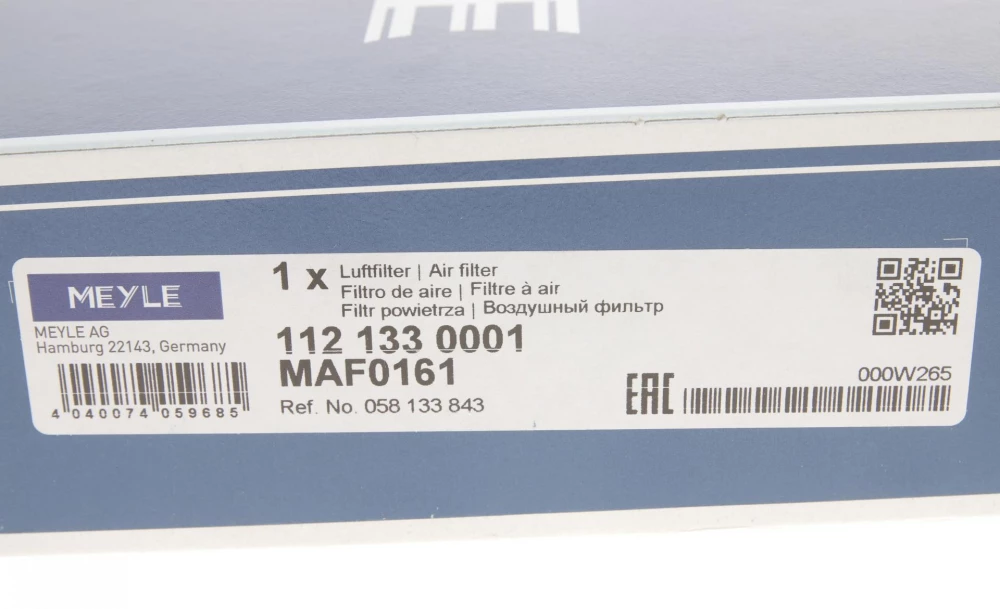 MEYLE
MEYLE AG
Hamburg 22143, Germany
4 040074 059685
1 x Luftfilter | Air filter
Filtro de aire | Filtre à air
Filtr powietrza | Воздушный фильтр
112 133 0001
MAF0161
Ref. No. 058 133 843
EAC
000W265